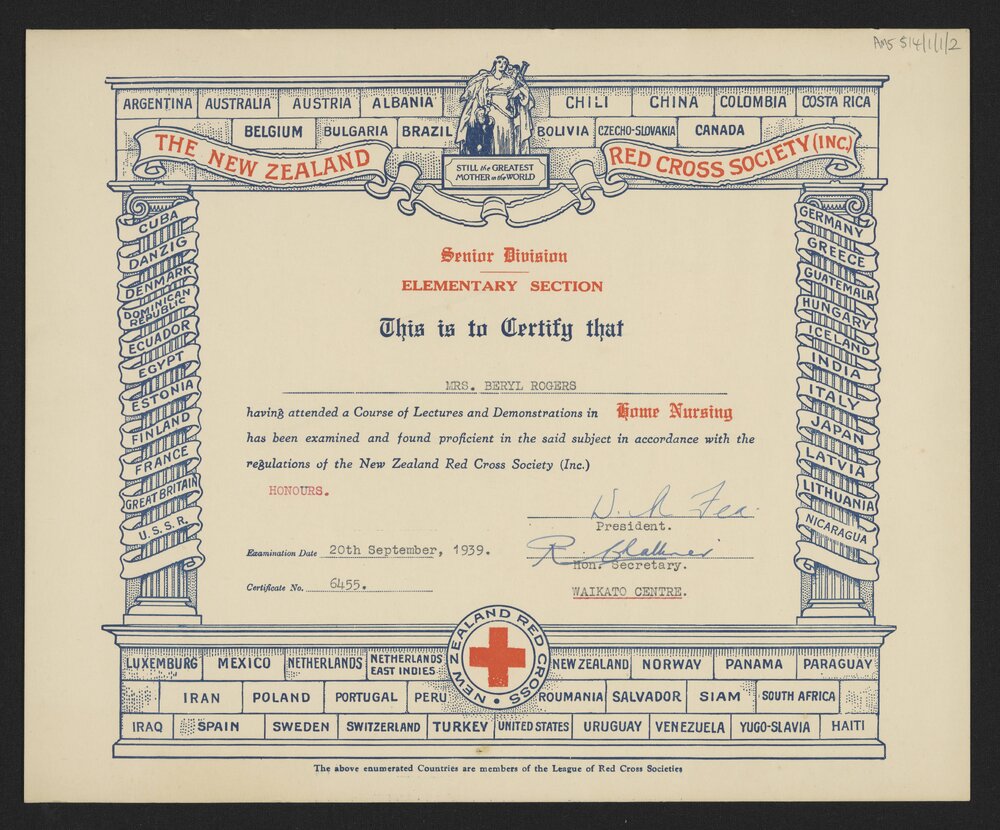 AMS 514/1/1/2
ARGENTINA AUSTRALIA AUSTRIA ALBANIA CHILI CHINA COLOMBIA COSTA RICA
BELGIUM BULGARIA BRAZIL BOLIVIA CZECHO-SLOVAKIA CANADA
THE NEW ZEALAND RED CROSS SOCIETY (INC.)
STILL the GREATEST
MOTHER in the WORLD
CUBA
DANZIG
DENMARK
DOMINICAN
REPUBLIC
ECUADOR
EGYPT
ESTONIA
FINLAND
FRANCE
GREAT BRITAIN
U.S.S.R.
GERMANY
GREECE
GUATEMALA
HUNGARY
ICELAND
INDIA
ITALY
JAPAN
LATVIA
LITHUANIA
NICARAGUA
Senior Division
ELEMENTARY SECTION
This is to Certify that
MRS. BERYL ROGERS
having attended a Course of Lectures and Demonstrations in Home Nursing
has been examined and found proficient in the said subject in accordance with the
regulations of the New Zealand Red Cross Society (Inc.)
HONOURS.
President.
Examination Date 20th September, 1939.
Hon. Secretary.
Certificate No. 6455.
WAIKATO CENTRE.
NEW ZEALAND RED CROSS
LUXEMBURG MEXICO NETHERLANDS NETHERLANDS EAST INDIES NEW ZEALAND NORWAY PANAMA PARAGUAY
IRAN POLAND PORTUGAL PERU ROUMANIA SALVADOR SIAM SOUTH AFRICA
IRAQ SPAIN SWEDEN SWITZERLAND TURKEY UNITED STATES URUGUAY VENEZUELA YUGO-SLAVIA HAITI
The above enumerated Countries are members of the League of Red Cross Societies